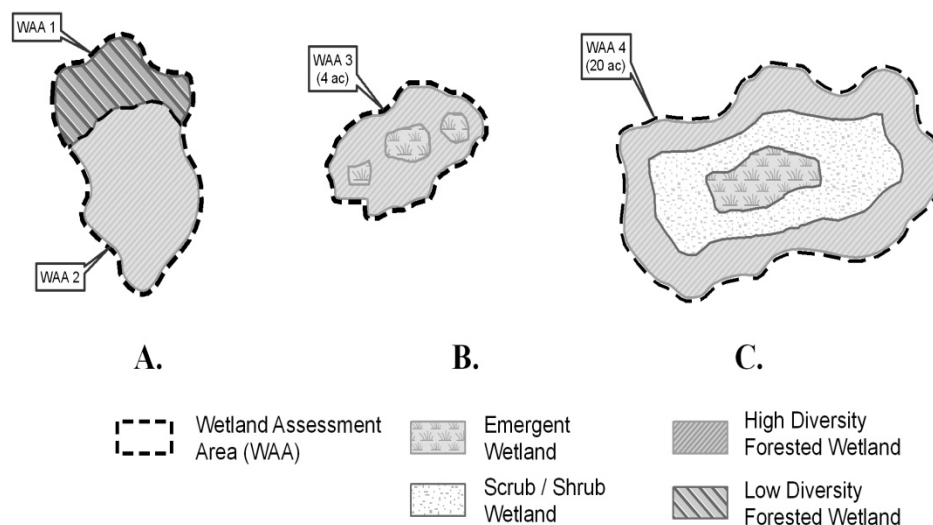 WAA 1
WAA 2
WAA 3
(4 ac)
WAA 4
(20 ac)
A.
B.
C.
Wetland Assessment
Area (WAA)
Emergent
Wetland
Scrub / Shrub
Wetland
High Diversity
Forested Wetland
Low Diversity
Forested Wetland